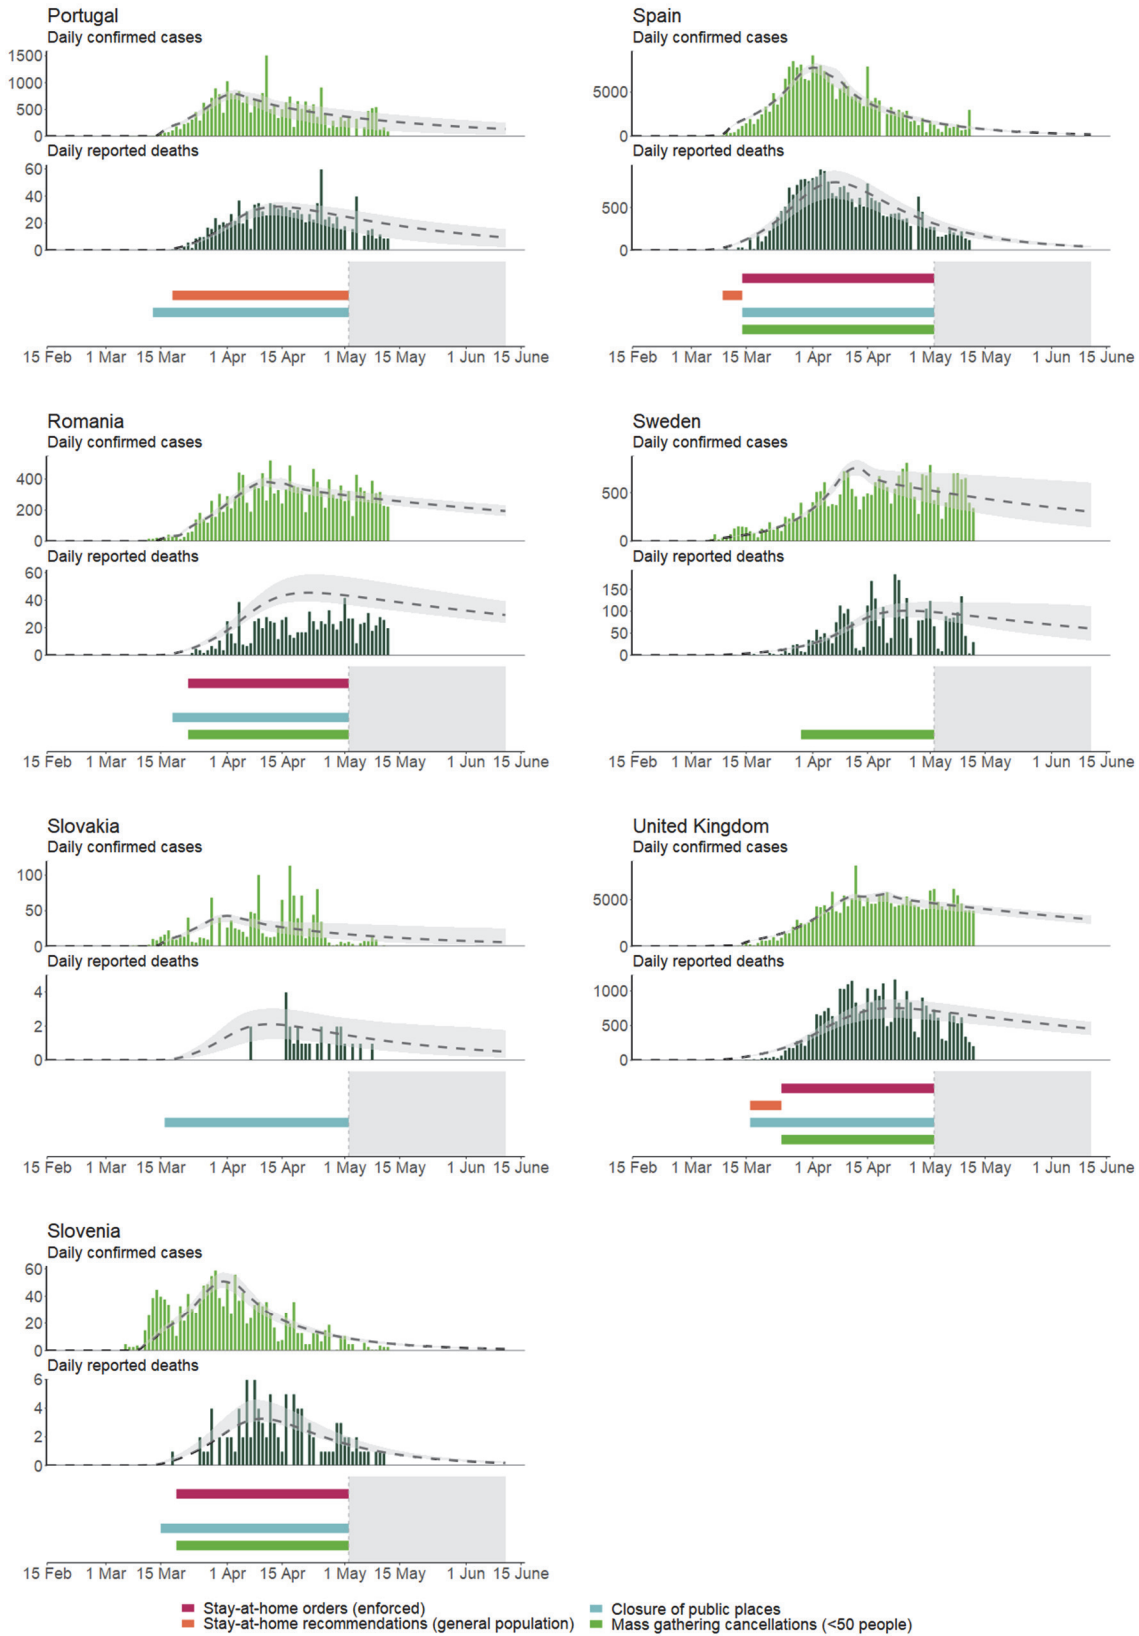 Portugal
Daily confirmed cases
1500
1000
500
0
Daily reported deaths
60
40
20
0
15 Feb 1 Mar 15 Mar 1 Apr 15 Apr 1 May 15 May 1 Jun 15 June
Spain
Daily confirmed cases
5000
0
Daily reported deaths
500
0
15 Feb 1 Mar 15 Mar 1 Apr 15 Apr 1 May 15 May 1 Jun 15 June
Romania
Daily confirmed cases
400
200
0
Daily reported deaths
60
40
20
0
15 Feb 1 Mar 15 Mar 1 Apr 15 Apr 1 May 15 May 1 Jun 15 June
Sweden
Daily confirmed cases
500
0
Daily reported deaths
150
100
50
0
15 Feb 1 Mar 15 Mar 1 Apr 15 Apr 1 May 15 May 1 Jun 15 June
Slovakia
Daily confirmed cases
100
50
0
Daily reported deaths
4
2
0
15 Feb 1 Mar 15 Mar 1 Apr 15 Apr 1 May 15 May 1 Jun 15 June
United Kingdom
Daily confirmed cases
5000
0
Daily reported deaths
1000
500
0
15 Feb 1 Mar 15 Mar 1 Apr 15 Apr 1 May 15 May 1 Jun 15 June
Slovenia
Daily confirmed cases
60
40
20
0
Daily reported deaths
6
4
2
0
15 Feb 1 Mar 15 Mar 1 Apr 15 Apr 1 May 15 May 1 Jun 15 June
Stay-at-home orders (enforced)
Stay-at-home recommendations (general population)
Closure of public places
Mass gathering cancellations (<50 people)